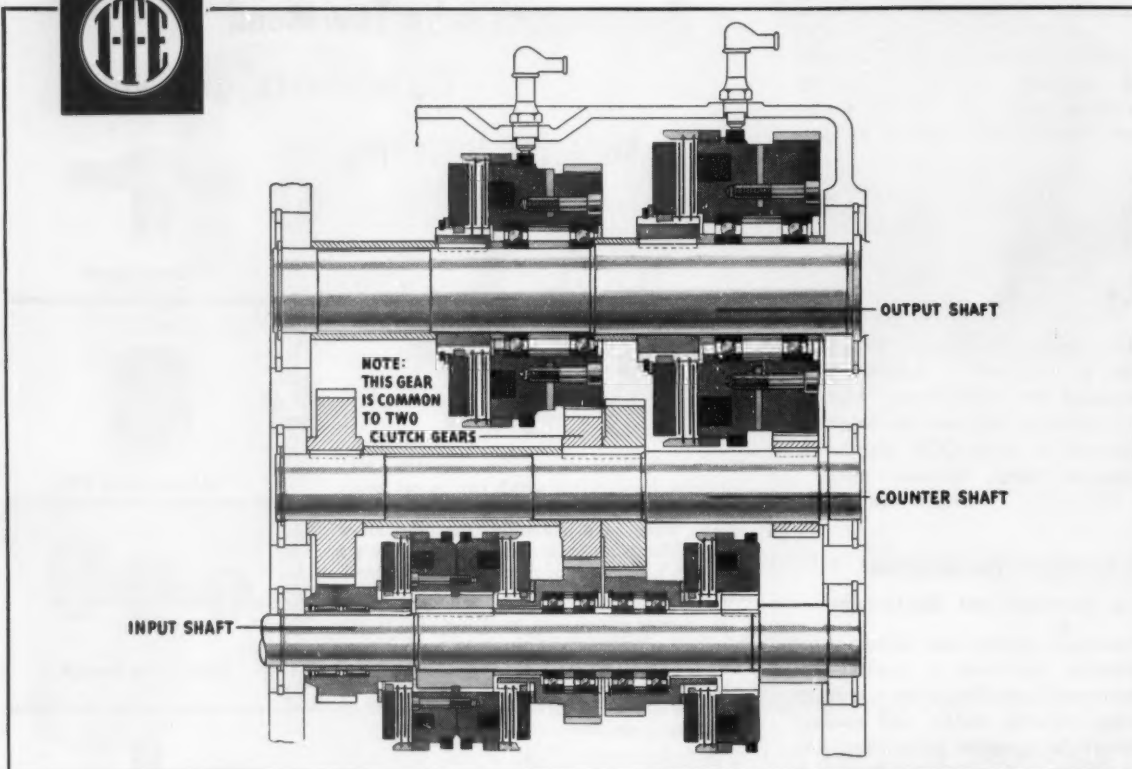 I-T-E
OUTPUT SHAFT
NOTE:
THIS GEAR
IS COMMON
TO TWO
CLUTCH GEARS
COUNTER SHAFT
INPUT SHAFT